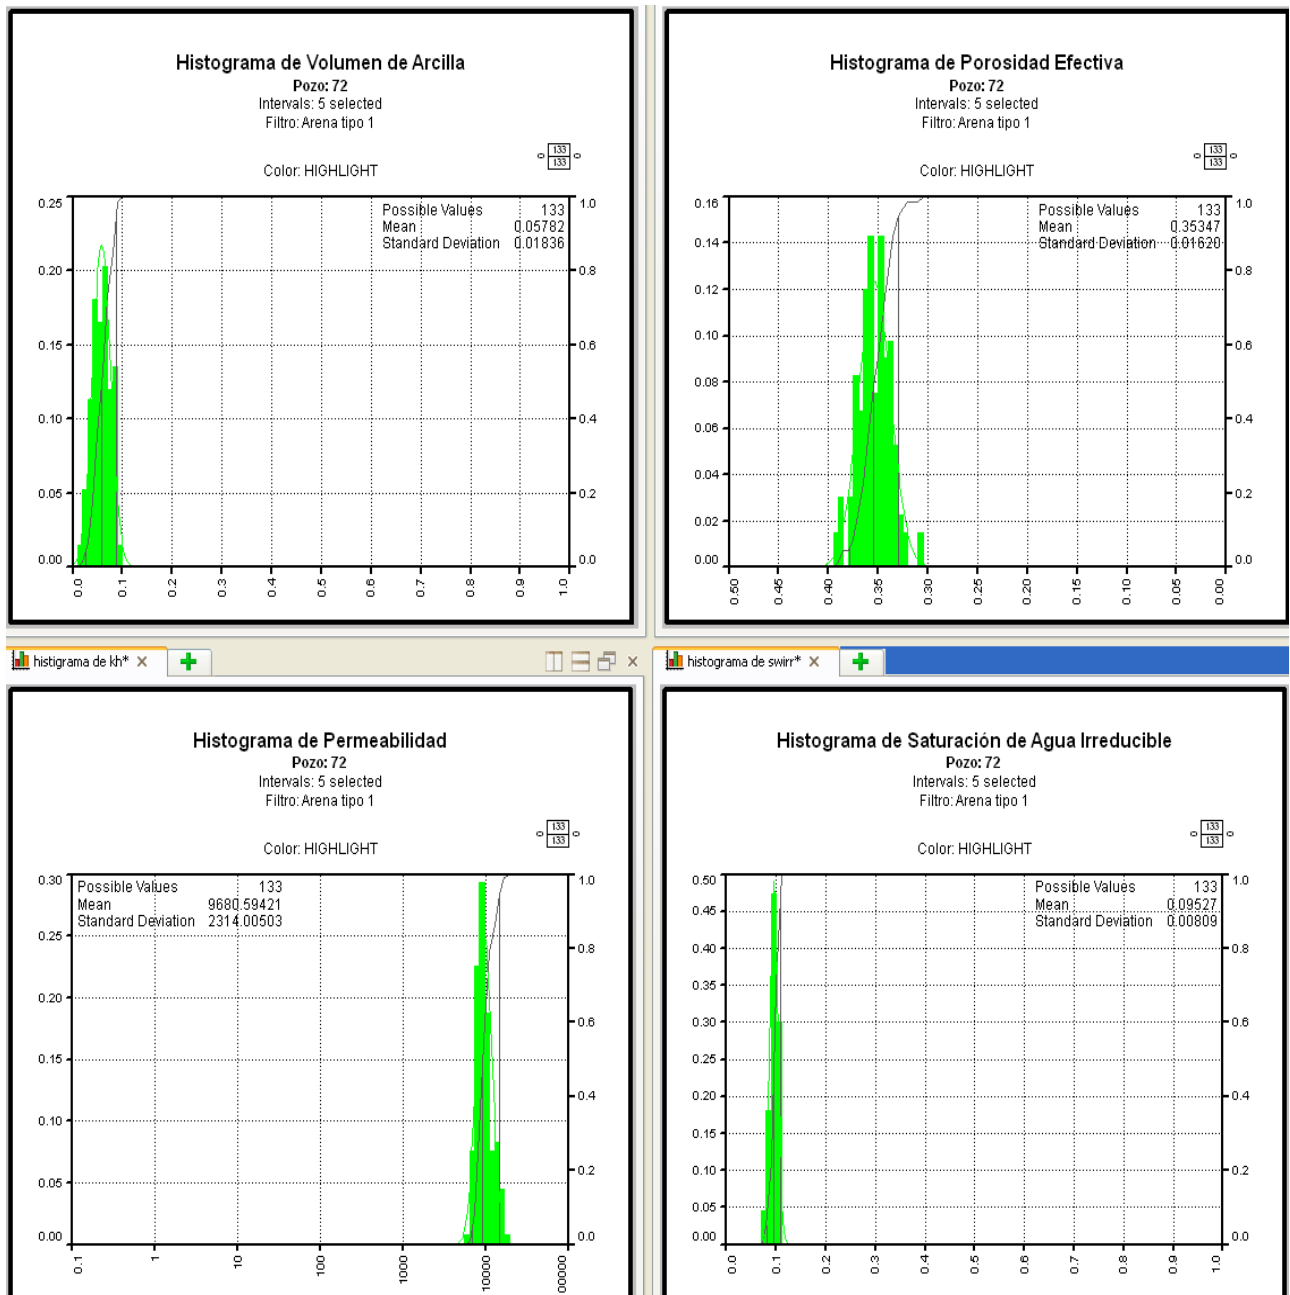 Histograma de Volumen de Arcilla
Pozo: 72
Intervals: 5 selected
Filtro: Arena tipo 1
0 133 0
133
Color: HIGHLIGHT
Possible Values 133
Mean 0.05782
Standard Deviation 0.01836
0.25
0.20
0.15
0.10
0.05
0.00
1.0
0.8
0.6
0.4
0.2
0.0
0.0 0.1 0.2 0.3 0.4 0.5 0.6 0.7 0.8 0.9 1.0
Histograma de Porosidad Efectiva
Pozo: 72
Intervals: 5 selected
Filtro: Arena tipo 1
0 133 0
133
Color: HIGHLIGHT
Possible Values 133
Mean 0.35347
Standard Deviation 0.01620
0.16
0.14
0.12
0.10
0.08
0.06
0.04
0.02
0.00
1.0
0.8
0.6
0.4
0.2
0.0
0.50 0.45 0.40 0.35 0.30 0.25 0.20 0.15 0.10 0.05 0.00
histigrama de kh*
histograma de swirr*
Histograma de Permeabilidad
Pozo: 72
Intervals: 5 selected
Filtro: Arena tipo 1
0 133 0
133
Color: HIGHLIGHT
Possible Values 133
Mean 9680.59421
Standard Deviation 2314.00503
0.30
0.25
0.20
0.15
0.10
0.05
0.00
1.0
0.8
0.6
0.4
0.2
0.0
0.1 1 10 100 1000 10000 00000
Histograma de Saturación de Agua Irreducible
Pozo: 72
Intervals: 5 selected
Filtro: Arena tipo 1
0 133 0
133
Color: HIGHLIGHT
Possible Values 133
Mean 0.09527
Standard Deviation 0.00809
0.50
0.45
0.40
0.35
0.30
0.25
0.20
0.15
0.10
0.05
0.00
1.0
0.8
0.6
0.4
0.2
0.0
0.0 0.1 0.2 0.3 0.4 0.5 0.6 0.7 0.8 0.9 1.0